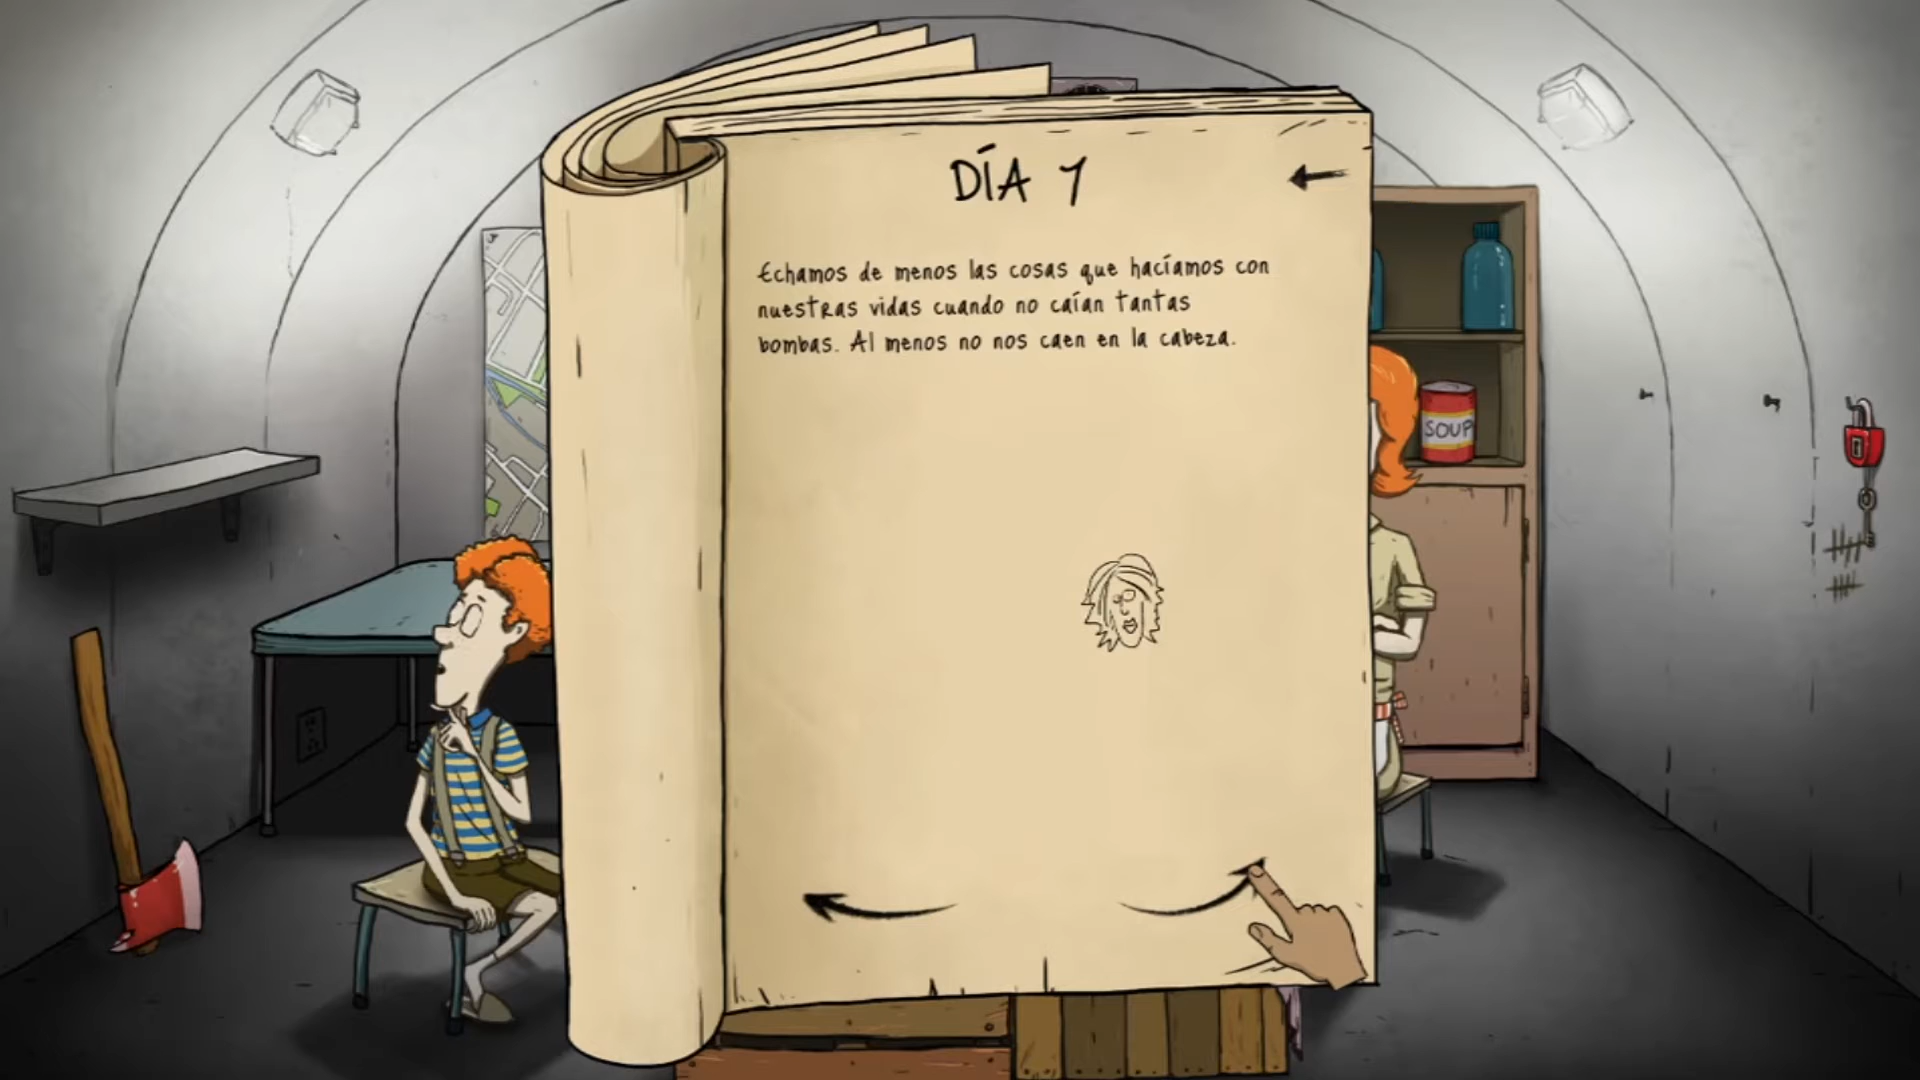 DÍA 7
Echamos de menos las cosas que hacíamos con
nuestras vidas cuando no caían tantas
bombas. Al menos no nos caen en la cabeza.
SOUP